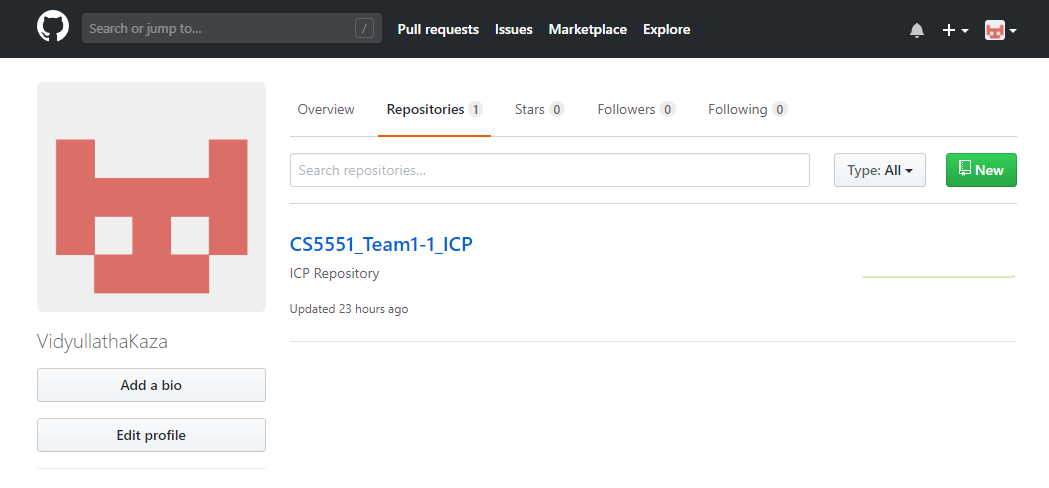 Search or jump to... / Pull requests Issues Marketplace Explore
Overview Repositories 1 Stars 0 Followers 0 Following 0
Search repositories... Type: All New
CS5551_Team1-1_ICP
ICP Repository
Updated 23 hours ago
VidyullathaKaza
Add a bio
Edit profile